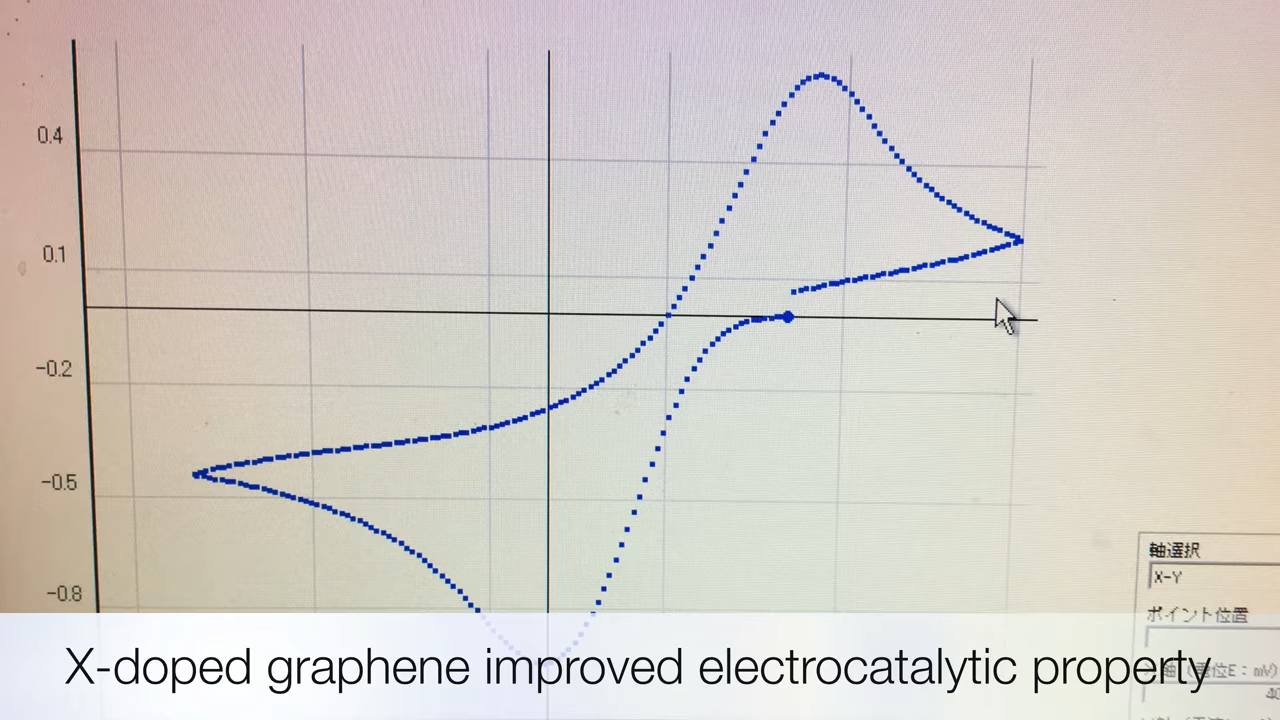 0.4
0.1
-0.2
-0.5
-0.8
軸選択
X-Y
ポイント位置
X-doped graphene improved electrocatalytic property